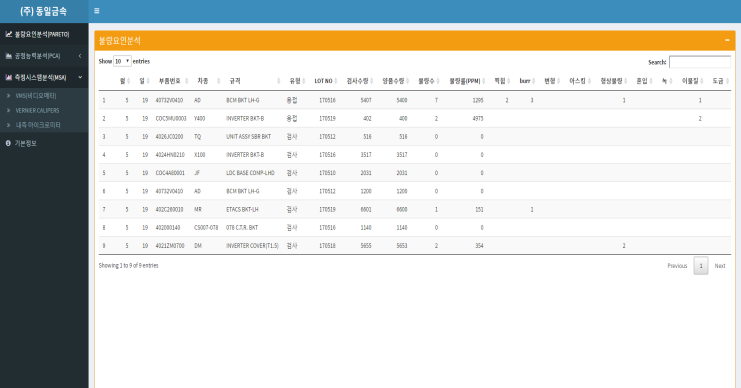 (주) 동일금속
불량요인분석(PARETO)
공정능력분석(PCA)
측정시스템분석(MSA)
VMS(비디오메타)
VERNIER CALIPERS
내측 마이크로미터
기본정보
불량요인분석
Show 10 entries
Search:
월 일 부품번호 차종 규격 유형 LOT NO 검사수량 양품수량 불량수 불량률(PPM) 찍힘 burr 변형 마스킹 형상불량 혼입 녹 이물질 도금
1 5 19 40732V0410 AD BCM BKT LH-G 용접 170516 5407 5400 7 1295 2 3 1 1
2 5 19 COC5MU0003 Y400 INVERTER BKT-B 용접 170519 402 400 2 4975 2
3 5 19 4026JC0200 TQ UNIT ASSY SBR BKT 검사 170512 516 516 0 0
4 5 19 4024HN0210 X100 INVERTER BKT-B 검사 170516 3517 3517 0 0
5 5 19 COC4A80001 JF LDC BASE COMP-LHD 검사 170510 2031 2031 0 0
6 5 19 40732V0410 AD BCM BKT LH-G 검사 170512 1200 1200 0 0
7 5 19 402C260010 MR ETACS BKT-LH 검사 170519 6601 6600 1 151 1
8 5 19 402000140 CS007-078 078 C.T.R. BKT 검사 170516 1140 1140 0 0
9 5 19 4021ZM0700 DM INVERTER COVER(T1.5) 검사 170518 5655 5653 2 354 2
Showing 1 to 9 of 9 entries
Previous 1 Next